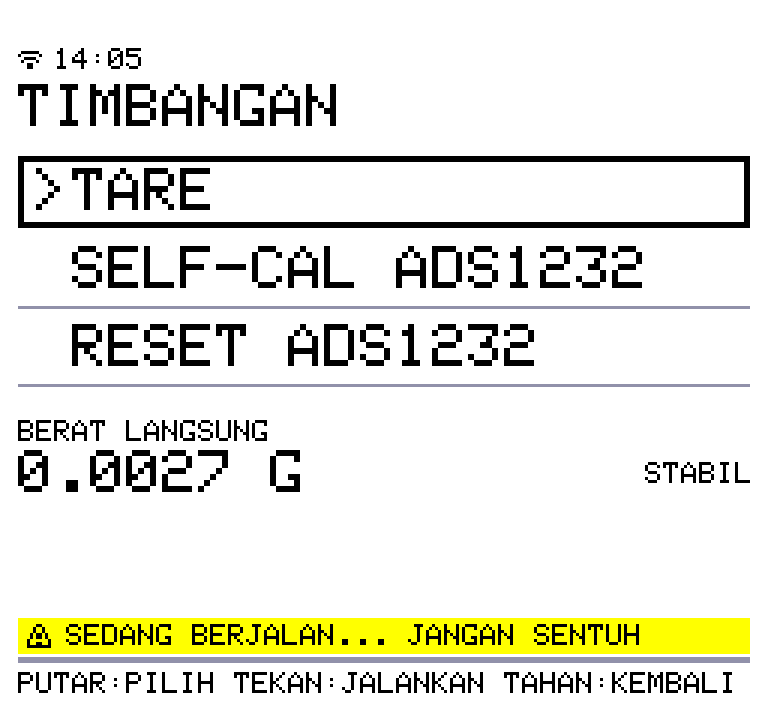 14:05
TIMBANGAN
>TARE
SELF-CAL ADS1232
RESET ADS1232
BERAT LANGSUNG
0.0027 G
STABIL
SEDANG BERJALAN... JANGAN SENTUH
PUTAR:PILIH TEKAN:JALANKAN TAHAN:KEMBALI